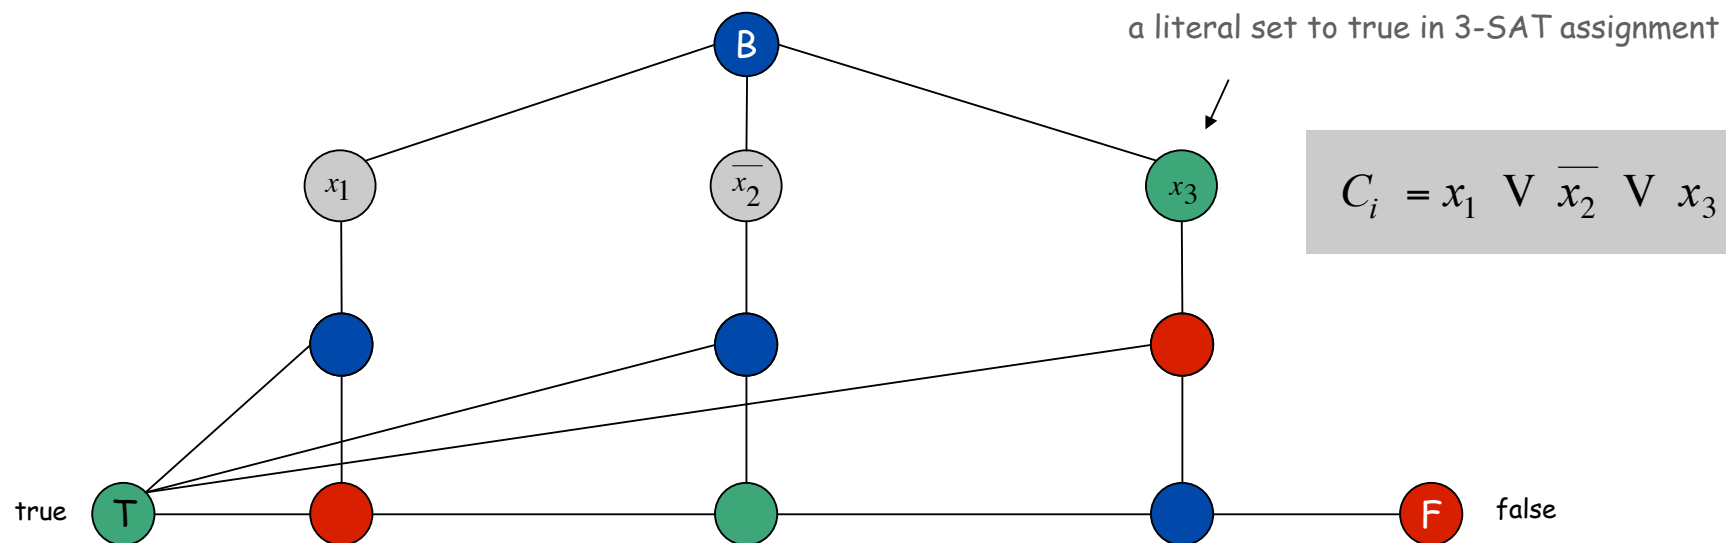 a literal set to true in 3-SAT assignment
B
x₁
x̅₂
x₃
Cᵢ = x₁ V x̅₂ V x₃
true
T
F
false